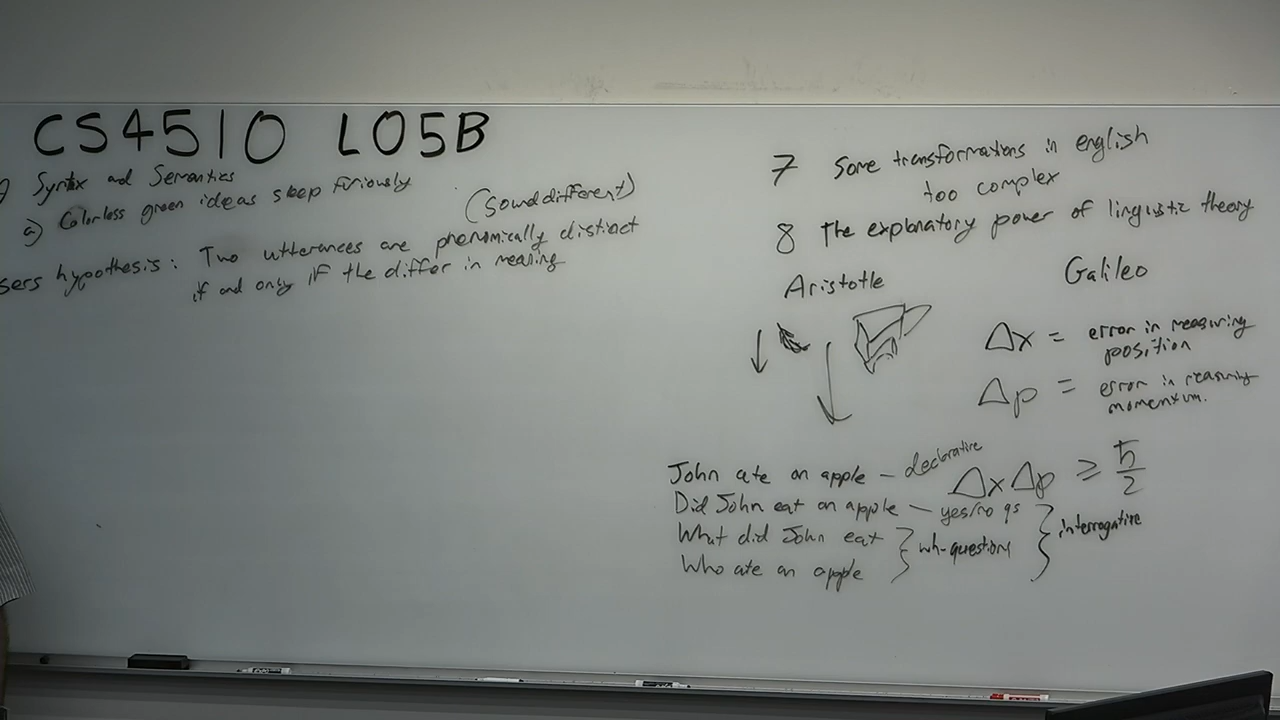 CS4510 L05B
Syntax and Semantics
a) Colorless green ideas sleep furiously
(Sound different)
hypothesis: Two utterances are phenomically distinct
if and only if the differ in meaning
7 Some transformations in english
too complex
8 The explanatory power of linguistic theory
Aristotle
Galileo
Δx = error in measuring
position
Δp = error in measuring
momentum.
ΔxΔp ≥ ℏ/2
John ate an apple — declarative
Did John eat an apple — yes/no qs
What did John eat
Who ate an apple
wh-questions
interrogative